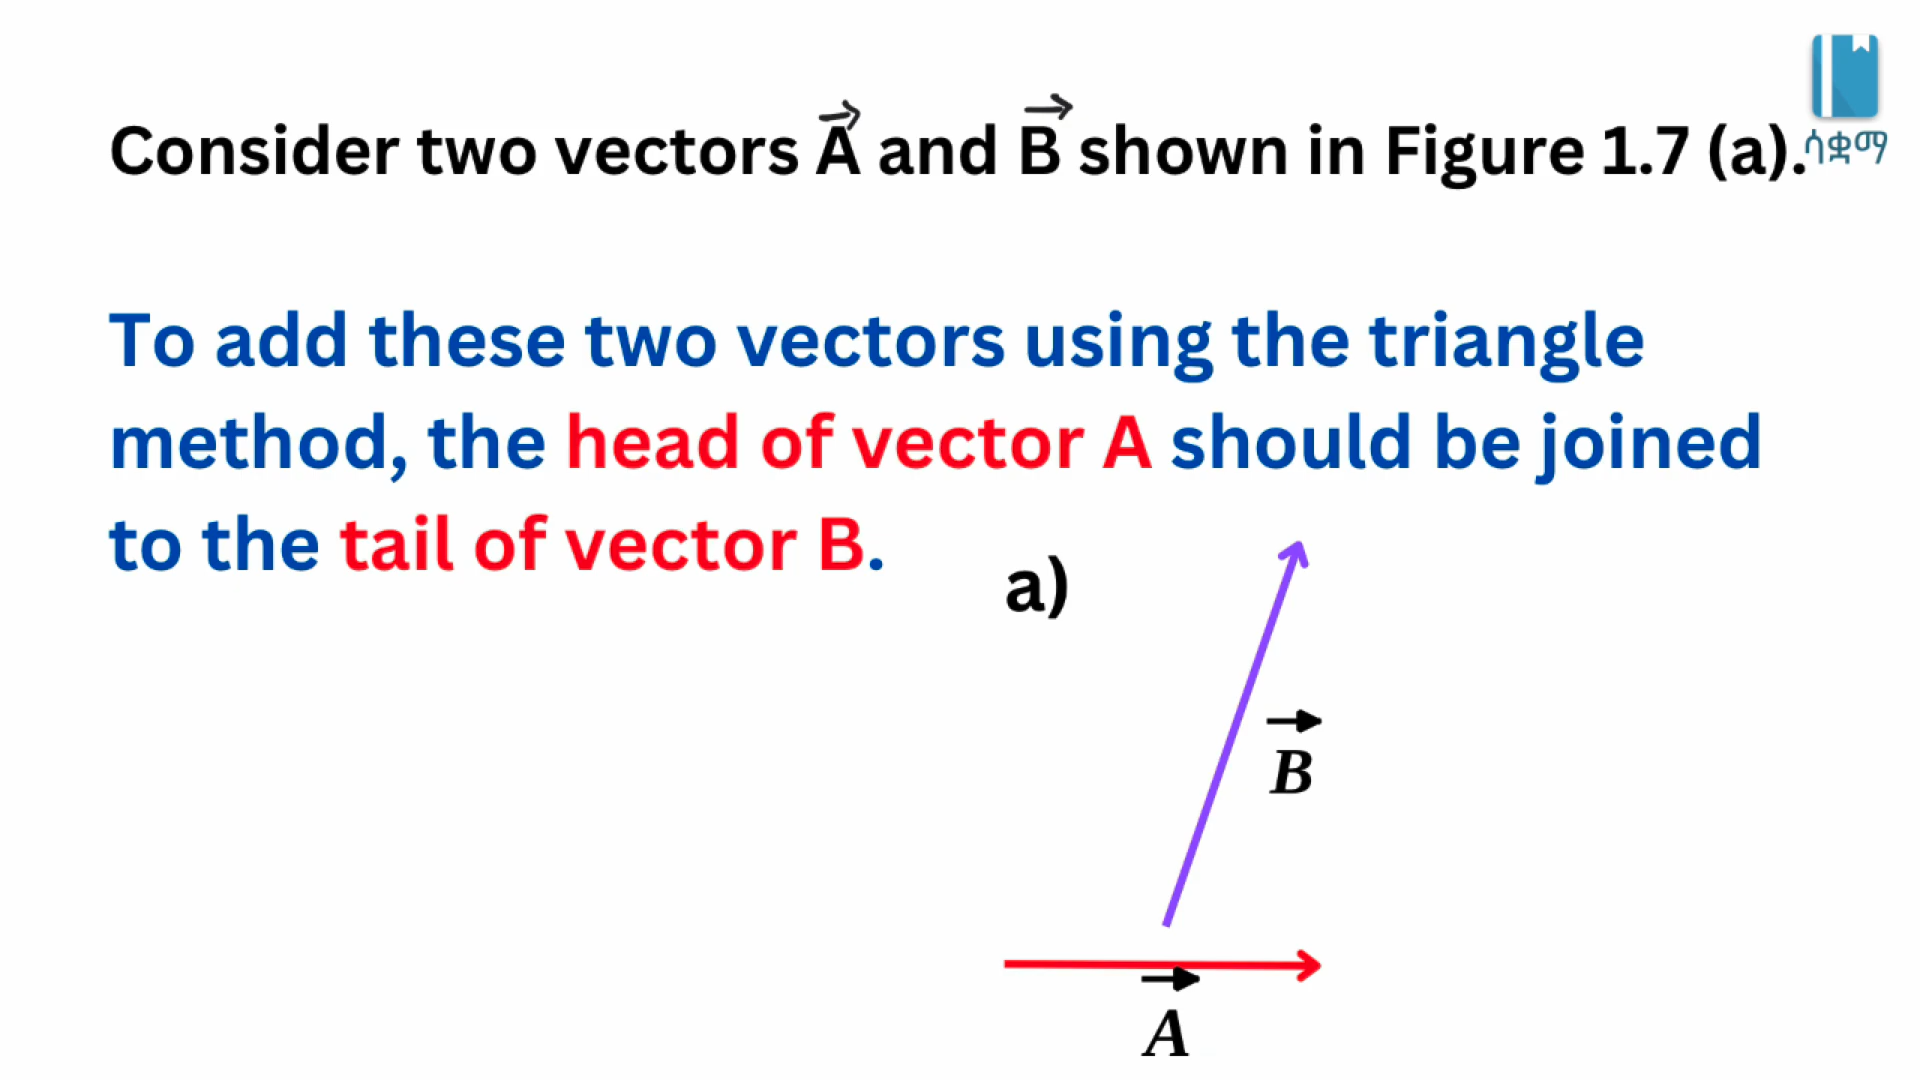 Consider two vectors A⃗ and B⃗ shown in Figure 1.7 (a).
ሳቋማ
To add these two vectors using the triangle
method, the head of vector A should be joined
to the tail of vector B.
a)
B⃗
A⃗